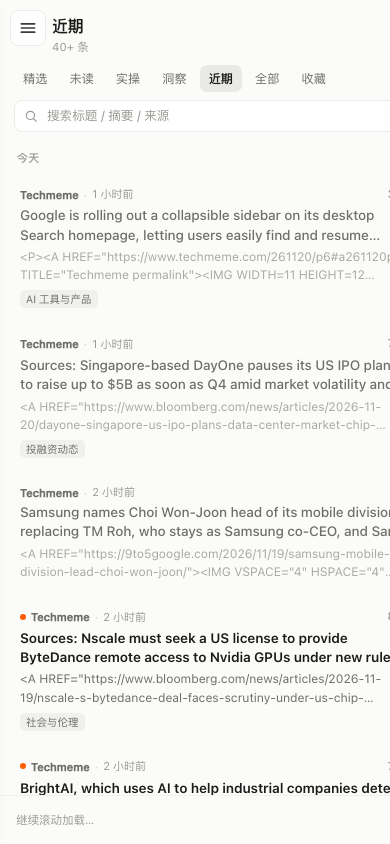 近期
40+ 条
精选 未读 实操 洞察 近期 全部 收藏
搜索标题 / 摘要 / 来源
今天
Techmeme · 1 小时前
Google is rolling out a collapsible sidebar on its desktop
Search homepage, letting users easily find and resume...
<P><A HREF="https://www.techmeme.com/261120/p6#a261120p
TITLE="Techmeme permalink"><IMG WIDTH=11 HEIGHT=12...
AI 工具与产品
Techmeme · 1 小时前
Sources: Singapore-based DayOne pauses its US IPO plan
to raise up to $5B as soon as Q4 amid market volatility and
<A HREF="https://www.bloomberg.com/news/articles/2026-11-
20/dayone-singapore-us-ipo-plans-data-center-market-chip-...
投融资动态
Techmeme · 2 小时前
Samsung names Choi Won-Joon head of its mobile division
replacing TM Roh, who stays as Samsung co-CEO, and Sam
<A HREF="https://9to5google.com/2026/11/19/samsung-mobile-
division-lead-choi-won-joon/"><IMG VSPACE="4" HSPACE="4"...
Techmeme · 2 小时前
Sources: Nscale must seek a US license to provide
ByteDance remote access to Nvidia GPUs under new rule
<A HREF="https://www.bloomberg.com/news/articles/2026-11-
19/nscale-s-bytedance-deal-faces-scrutiny-under-us-chip-...
社会与伦理
Techmeme · 2 小时前
BrightAI, which uses AI to help industrial companies dete
继续滚动加载...